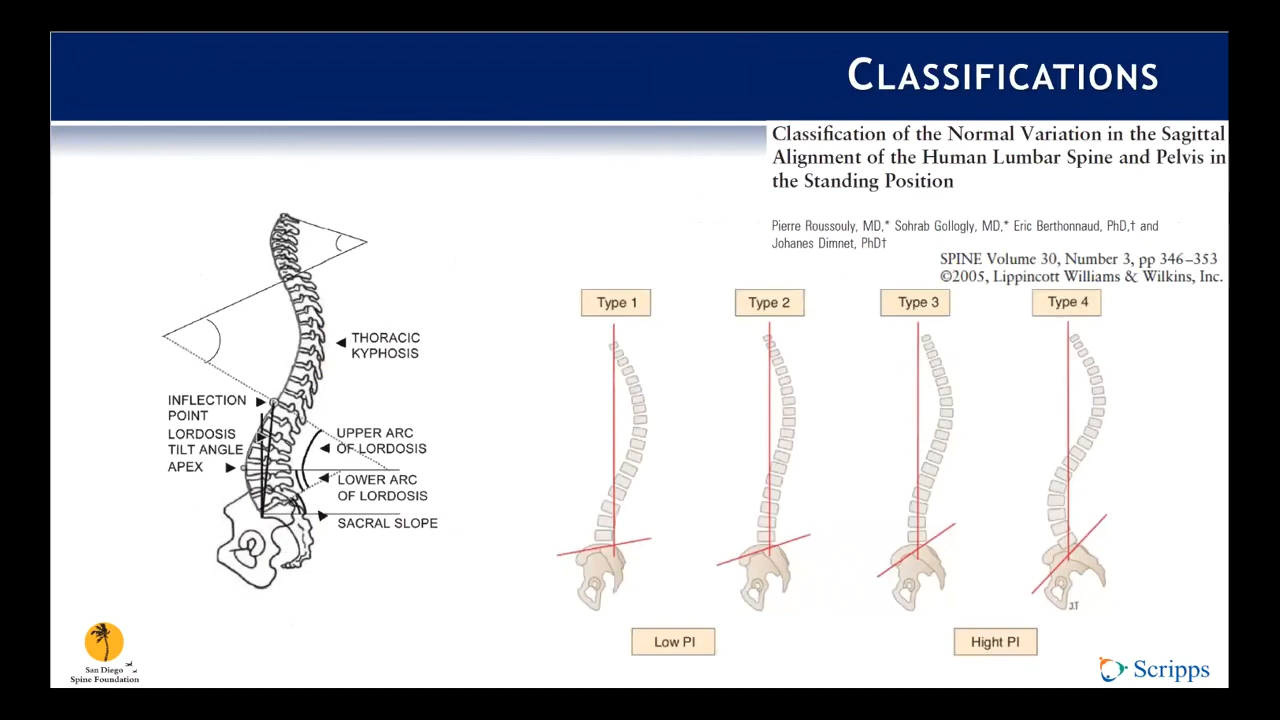 CLASSIFICATIONS
Classification of the Normal Variation in the Sagittal
Alignment of the Human Lumbar Spine and Pelvis in
the Standing Position
Pierre Roussouly, MD,* Sohrab Gollogly, MD,* Eric Berthonnaud, PhD,† and
Johanes Dimnet, PhD†
SPINE Volume 30, Number 3, pp 346–353
©2005, Lippincott Williams & Wilkins, Inc.
THORACIC
KYPHOSIS
INFLECTION
POINT
LORDOSIS
TILT ANGLE
APEX
UPPER ARC
OF LORDOSIS
LOWER ARC
OF LORDOSIS
SACRAL SLOPE
Type 1
Type 2
Type 3
Type 4
J.T
Low PI
Hight PI
San Diego
Spine Foundation
Scripps